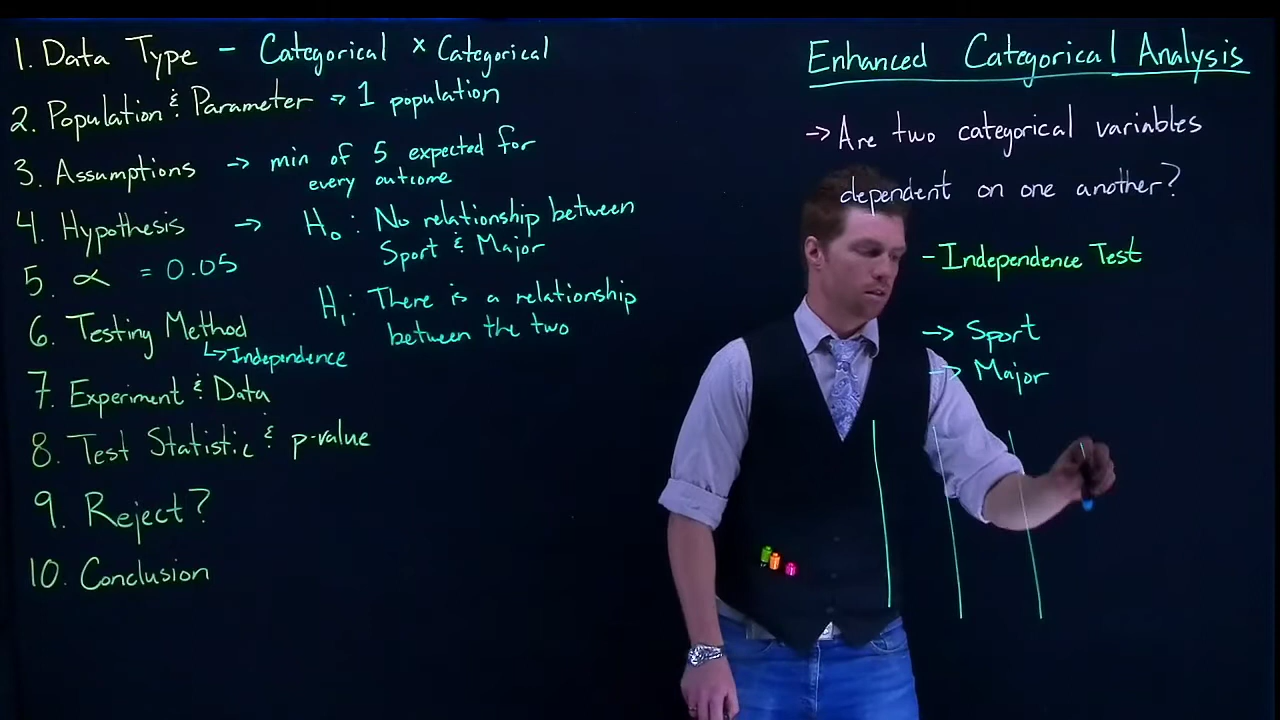 1. Data Type - Categorical × Categorical
2. Population & Parameter → 1 population
3. Assumptions → min of 5 expected for
every outcome
4. Hypothesis → H₀: No relationship between
Sport & Major
5. α = 0.05
H₁: There is a relationship
between the two
6. Testing Method
↳ Independence
7. Experiment & Data
8. Test Statistic & p-value
9. Reject?
10. Conclusion
Enhanced Categorical Analysis
→ Are two categorical variables
dependent on one another?
- Independence Test
→ Sport
→ Major